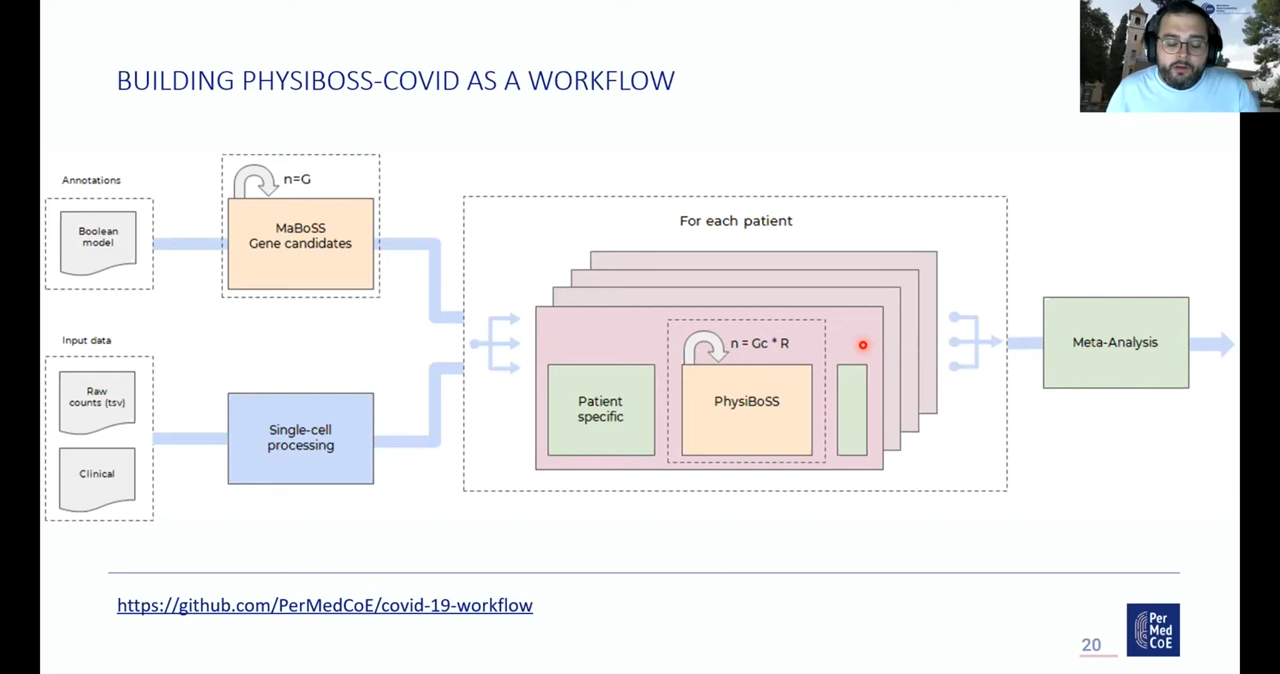 BUILDING PHYSIBOSS-COVID AS A WORKFLOW
Annotations
Boolean
model
n=G
MaBoSS
Gene candidates
Input data
Raw
counts (tsv)
Clinical
Single-cell
processing
For each patient
Patient
specific
n = Gc * R
PhysiBoSS
Meta-Analysis
https://github.com/PerMedCoE/covid-19-workflow
20
Per
Med
CoE